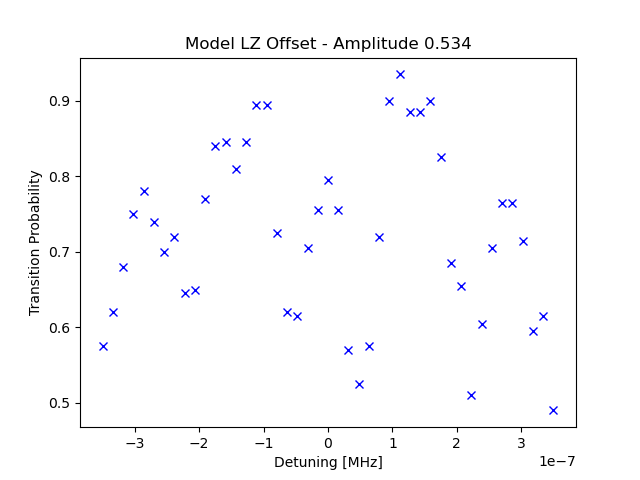 Model LZ Offset - Amplitude 0.534
Transition Probability
0.9
0.8
0.7
0.6
0.5
−3 −2 −1 0 1 2 3
1e−7
Detuning [MHz]